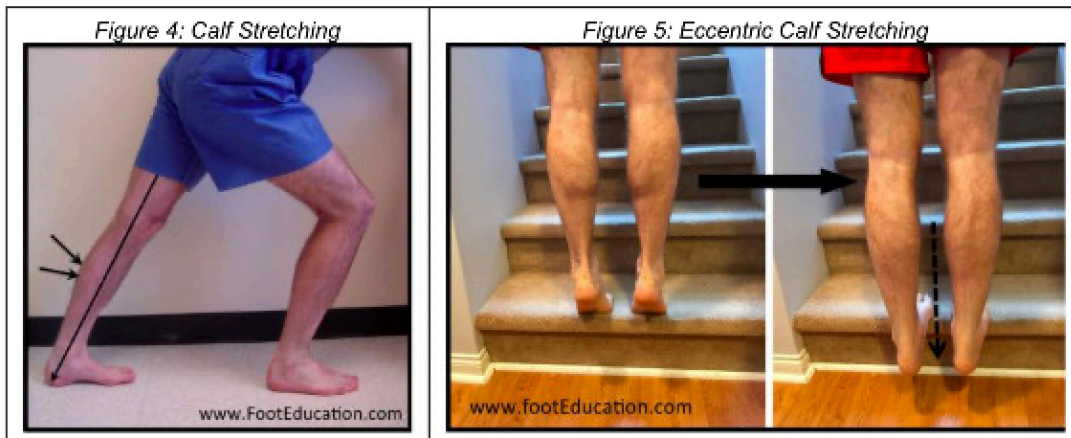 Figure 4: Calf Stretching
Figure 5: Eccentric Calf Stretching
www.FootEducation.com
www.footEducation.com